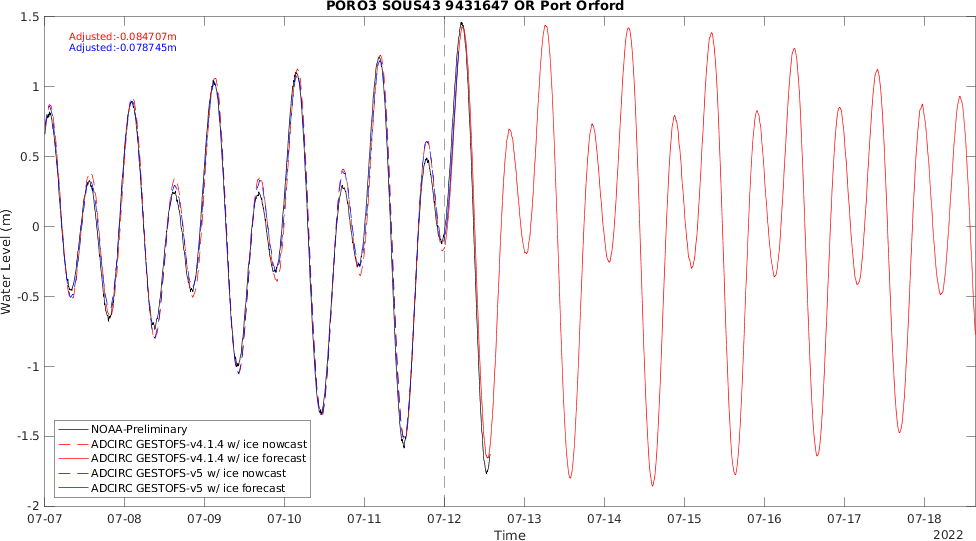 PORO3 SOUS43 9431647 OR Port Orford
Adjusted:-0.084707m
Adjusted:-0.078745m
1.5
1
0.5
0
-0.5
-1
-1.5
-2
Water Level (m)
NOAA-Preliminary
ADCIRC GESTOFS-v4.1.4 w/ ice nowcast
ADCIRC GESTOFS-v4.1.4 w/ ice forecast
ADCIRC GESTOFS-v5 w/ ice nowcast
ADCIRC GESTOFS-v5 w/ ice forecast
07-07 07-08 07-09 07-10 07-11 07-12 07-13 07-14 07-15 07-16 07-17 07-18
Time
2022